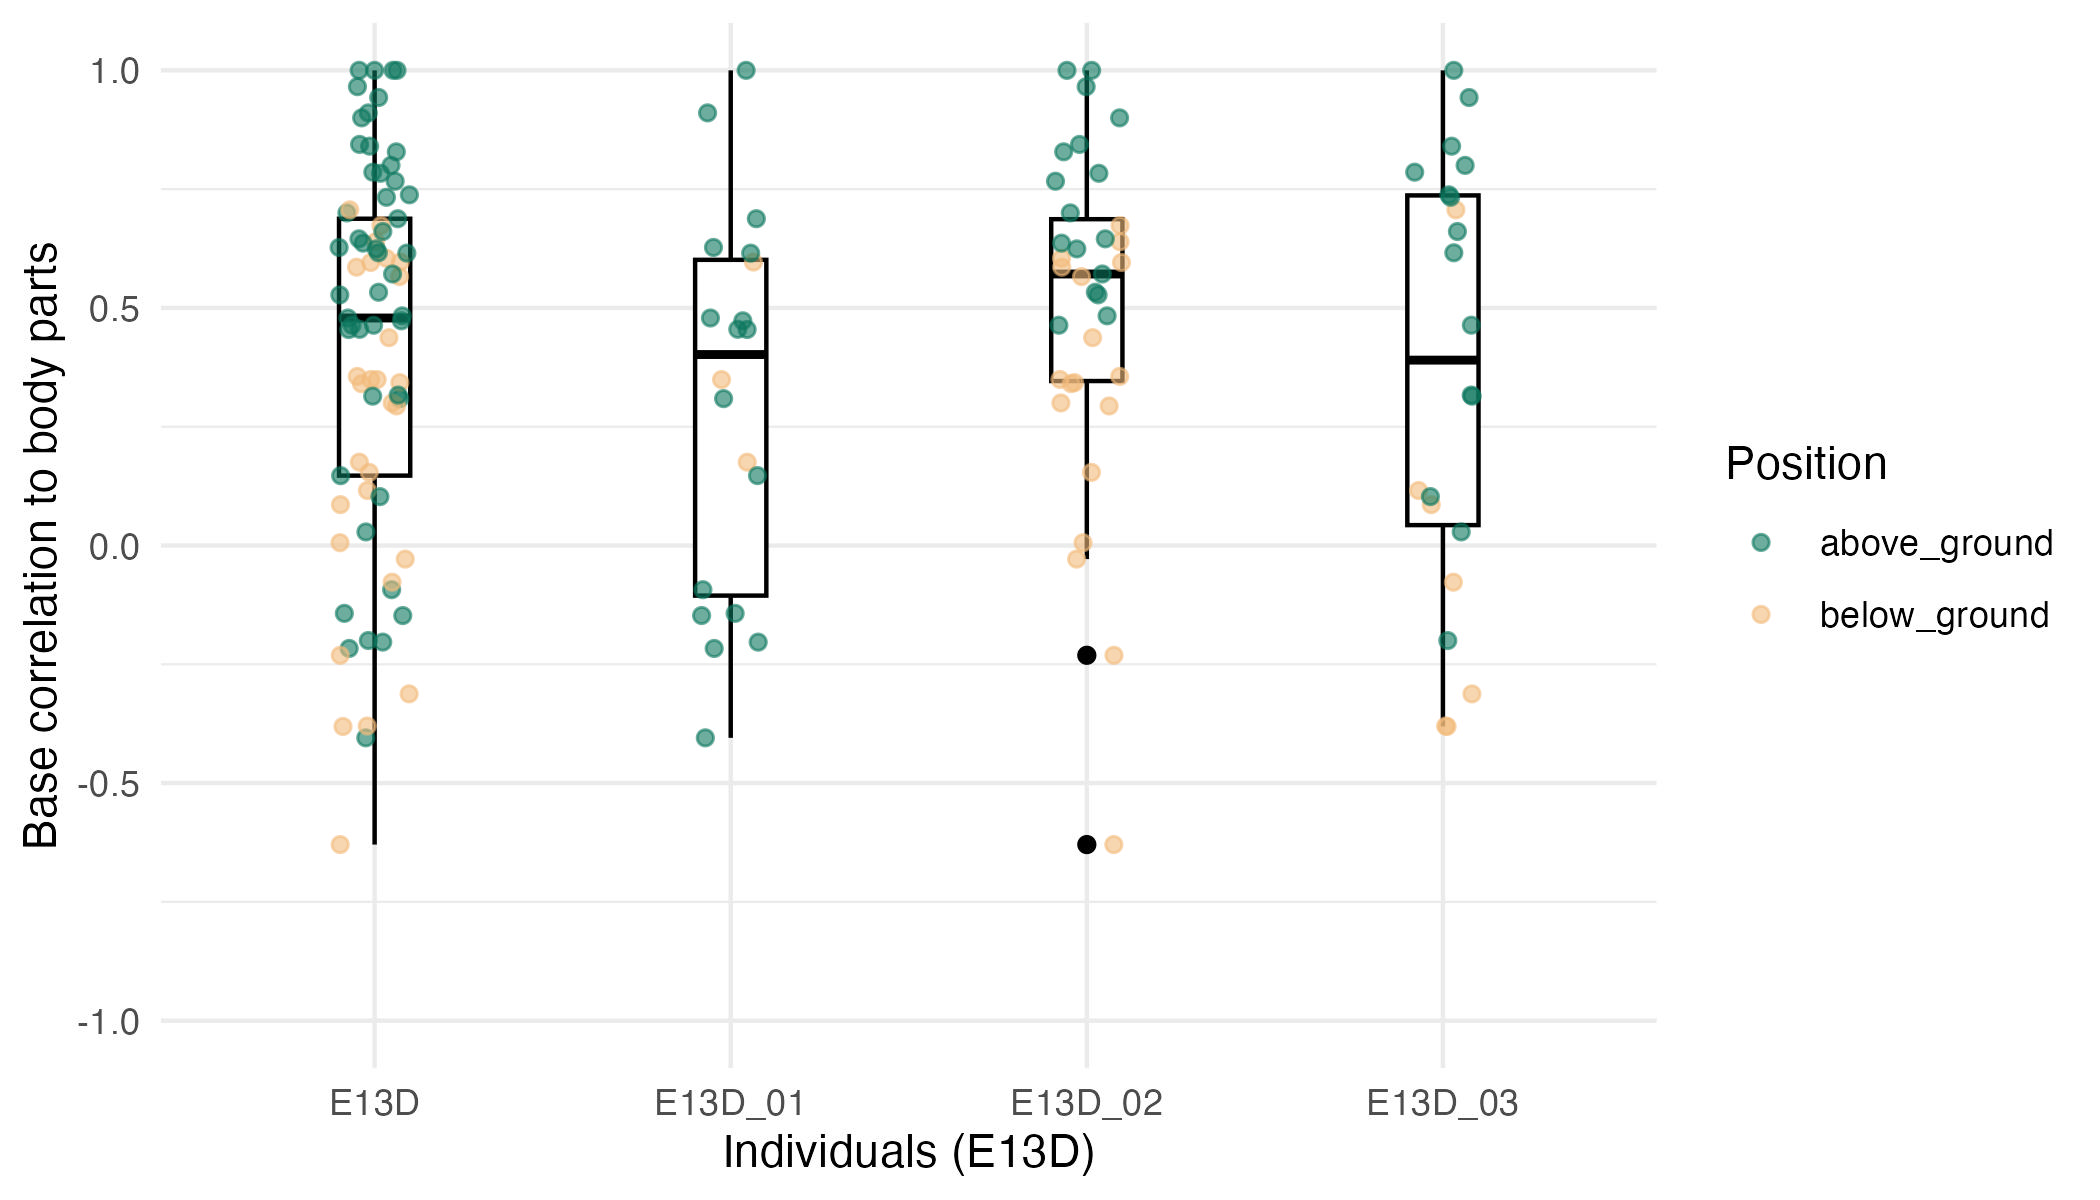 Base correlation to body parts
1.0
0.5
0.0
-0.5
-1.0
E13D
E13D_01
E13D_02
E13D_03
Individuals (E13D)
Position
above_ground
below_ground